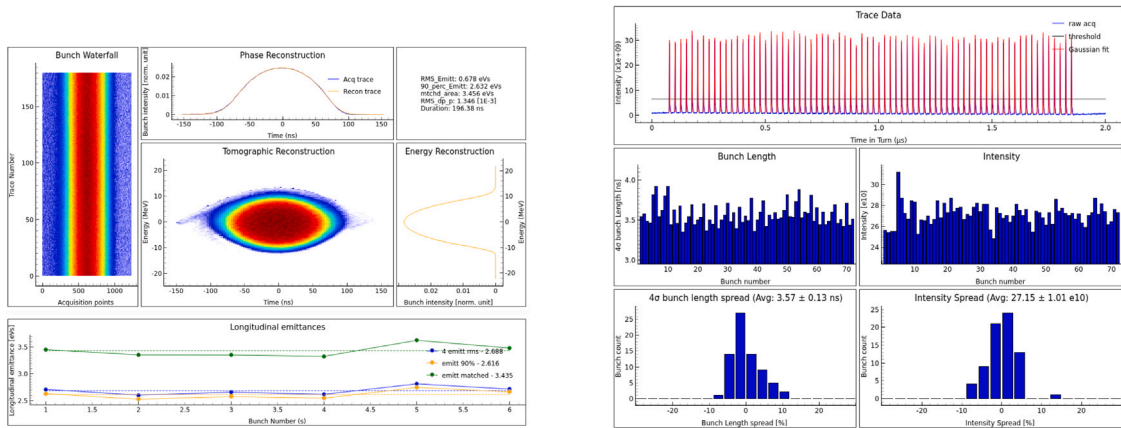 Bunch Waterfall
Trace Number
150
100
50
0
0
500
1000
Acquisition points
Phase Reconstruction
Bunch Intensity [norm. unit]
0.02
0.01
0
Acq trace
Recon trace
-150
-100
-50
0
50
100
150
Time (ns)
RMS_Emitt: 0.678 eVs
90_perc_Emitt: 2.632 eVs
mtchd_area: 3.456 eVs
RMS_dp_p: 1.346 [1E-3]
Duration: 196.38 ns
Tomographic Reconstruction
Energy (MeV)
20
10
0
-10
-20
-150
-100
-50
0
50
100
150
Time (ns)
Energy Reconstruction
20
10
0
-10
-20
Energy (MeV)
0.01
0
Bunch intensity [norm. unit]
Longitudinal emittances
Longitudinal emittance [eVs]
3.5
3.0
2.5
4 emitt rms - 2.688
emitt 90% - 2.616
emitt matched - 3.435
1
1.5
2.0
2.5
3
3.5
4.0
4.5
5.0
5.5
6
Bunch Number (s)
Trace Data
Intensity (x1e+09)
30
20
10
0
raw acq
threshold
Gaussian fit
0
0.5
1.0
1.5
2.0
Time in Turn (μs)
Bunch Length
4σ bunch Length [ns]
4.0
3.5
3.0
10
20
30
40
50
60
70
Bunch number
Intensity
Intensity [e10]
30
28
26
24
10
20
30
40
50
60
70
Bunch number
4σ bunch length spread (Avg: 3.57 ± 0.13 ns)
Bunch count
25
20
15
10
5
0
-20
-10
0
10
20
Bunch Length spread [%]
Intensity Spread (Avg: 27.15 ± 1.01 e10)
Bunch count
25
20
15
10
5
0
-30
-20
-10
0
10
20
Intensity Spread [%]